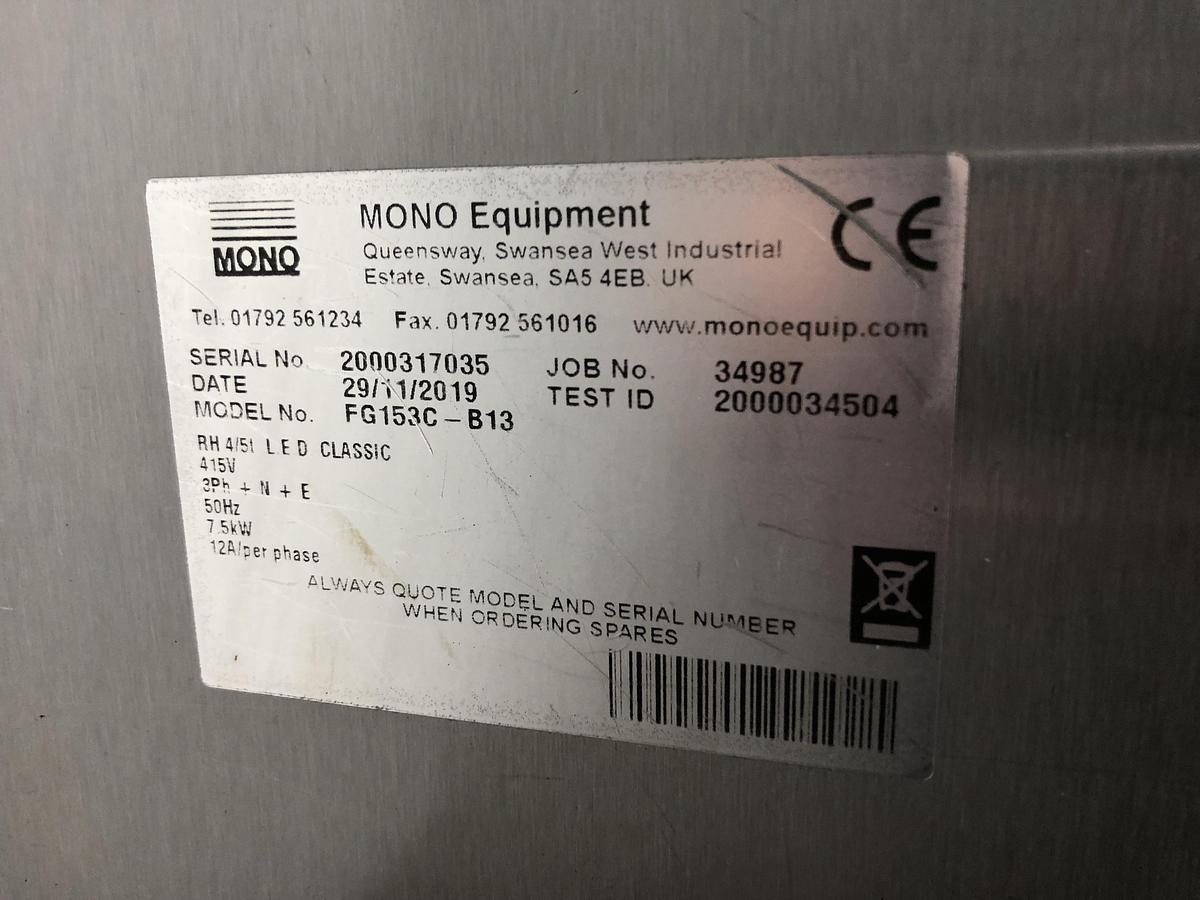 MONO
MONO Equipment
Queensway, Swansea West Industrial
Estate, Swansea, SA5 4EB. UK
CE
Tel. 01792 561234 Fax. 01792 561016 www.monoequip.com
SERIAL No 2000317035 JOB No. 34987
DATE 29/11/2019 TEST ID 2000034504
MODEL No. FG153C-B13
RH 4/5t L E D CLASSIC
415V
3Ph + N + E
50Hz
7.5kW
12A/per phase
ALWAYS QUOTE MODEL AND SERIAL NUMBER
WHEN ORDERING SPARES